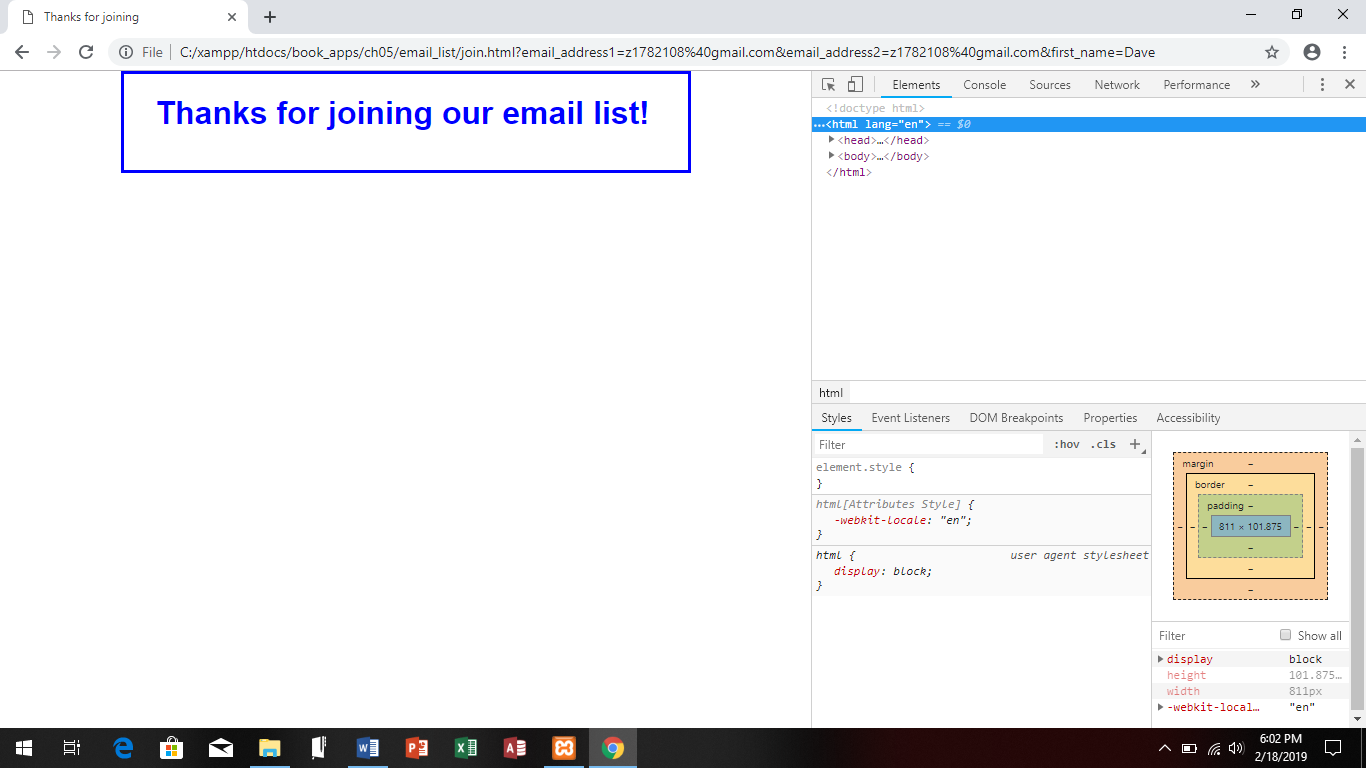 Thanks for joining
File C:/xampp/htdocs/book_apps/ch05/email_list/join.html?email_address1=z1782108%40gmail.com&email_address2=z1782108%40gmail.com&first_name=Dave
Thanks for joining our email list!
Elements Console Sources Network Performance »
<!doctype html>
…<html lang="en"> == $0
<head>…</head>
<body>…</body>
</html>
html
Styles Event Listeners DOM Breakpoints Properties Accessibility
Filter :hov .cls +
element.style {
}
html[Attributes Style] {
-webkit-locale: "en";
}
html { user agent stylesheet
display: block;
}
margin –
border –
padding –
– – – 811 × 101.875 – – –
–
–
–
Filter Show all
display block
height 101.875…
width 811px
-webkit-local… "en"
6:02 PM
2/18/2019